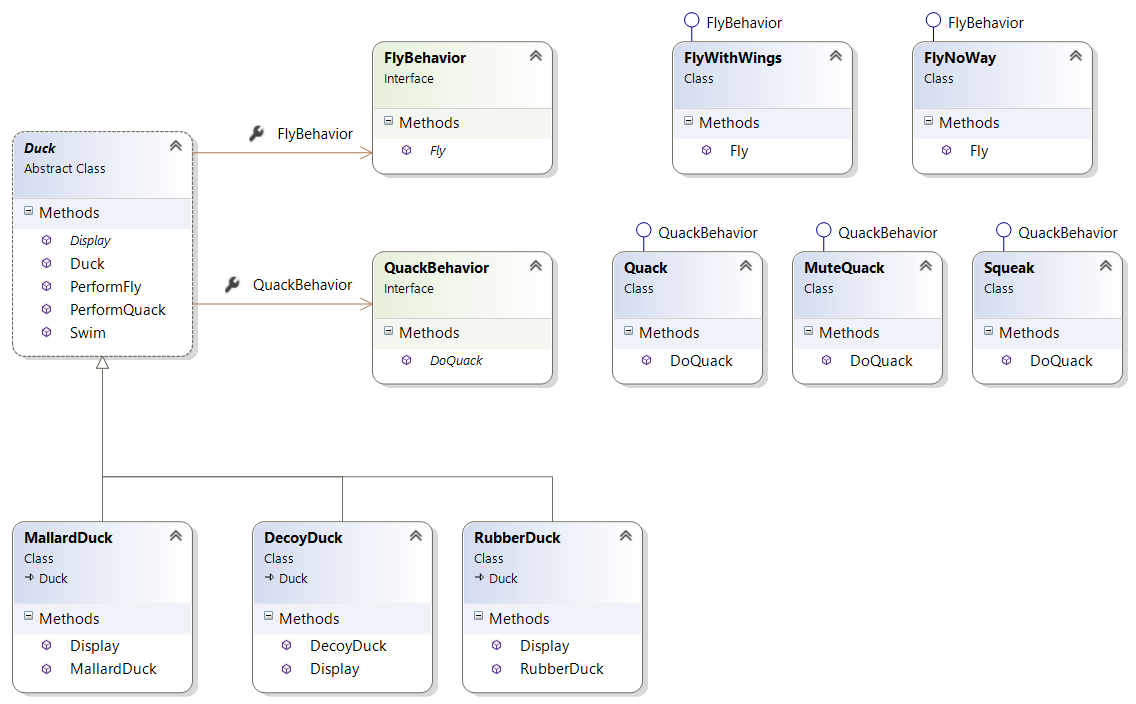 FlyBehavior
FlyBehavior
FlyBehavior
Interface
Methods
Fly
FlyWithWings
Class
Methods
Fly
FlyNoWay
Class
Methods
Fly
FlyBehavior
Duck
Abstract Class
Methods
Display
Duck
PerformFly
PerformQuack
Swim
QuackBehavior
QuackBehavior
QuackBehavior
QuackBehavior
QuackBehavior
Interface
Methods
DoQuack
Quack
Class
Methods
DoQuack
MuteQuack
Class
Methods
DoQuack
Squeak
Class
Methods
DoQuack
MallardDuck
Class
Duck
Methods
Display
MallardDuck
DecoyDuck
Class
Duck
Methods
DecoyDuck
Display
RubberDuck
Class
Duck
Methods
Display
RubberDuck